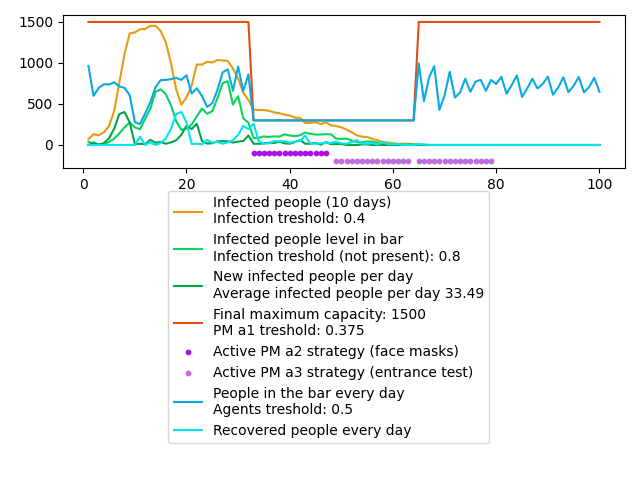 1500
1000
500
0
0 20 40 60 80 100
Infected people (10 days)
Infection treshold: 0.4
Infected people level in bar
Infection treshold (not present): 0.8
New infected people per day
Average infected people per day 33.49
Final maximum capacity: 1500
PM a1 treshold: 0.375
Active PM a2 strategy (face masks)
Active PM a3 strategy (entrance test)
People in the bar every day
Agents treshold: 0.5
Recovered people every day